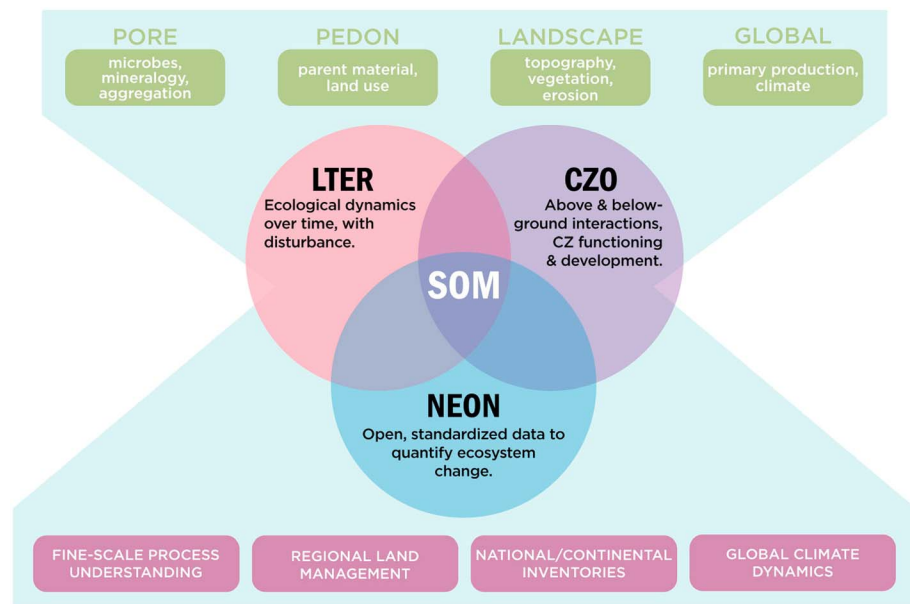 PORE
PEDON
LANDSCAPE
GLOBAL
microbes,
mineralogy,
aggregation
parent material,
land use
topography,
vegetation,
erosion
primary production,
climate
LTER
Ecological dynamics
over time, with
disturbance.
CZO
Above & below-
ground interactions,
CZ functioning
& development.
SOM
NEON
Open, standardized data to
quantify ecosystem
change.
FINE-SCALE PROCESS
UNDERSTANDING
REGIONAL LAND
MANAGEMENT
NATIONAL/CONTINENTAL
INVENTORIES
GLOBAL CLIMATE
DYNAMICS